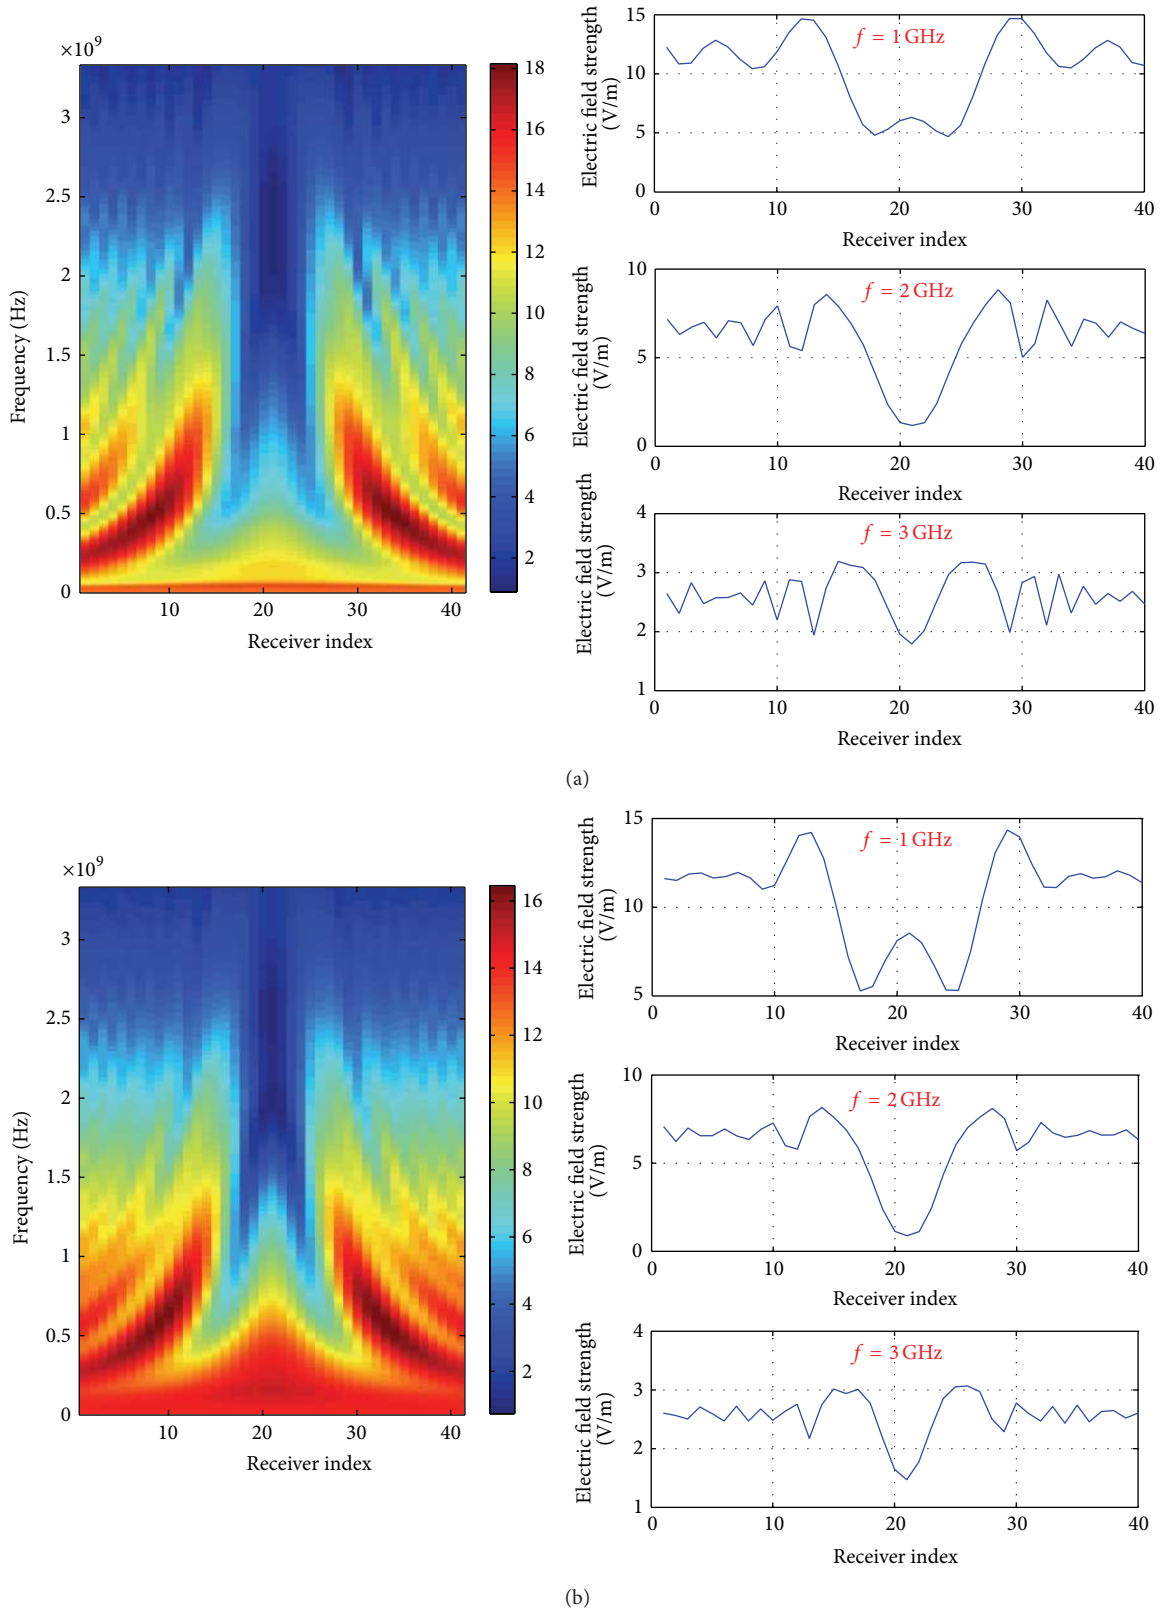 ×10⁹
3
2.5
2
1.5
1
0.5
0
Frequency (Hz)
10 20 30 40
Receiver index
18
16
14
12
10
8
6
4
2
Electric field strength
(V/m)
15
10
5
0
f = 1 GHz
0 10 20 30 40
Receiver index
Electric field strength
(V/m)
10
5
0
f = 2 GHz
0 10 20 30 40
Receiver index
Electric field strength
(V/m)
4
3
2
1
f = 3 GHz
0 10 20 30 40
Receiver index
(a)
×10⁹
3
2.5
2
1.5
1
0.5
0
Frequency (Hz)
10 20 30 40
Receiver index
16
14
12
10
8
6
4
2
Electric field strength
(V/m)
15
10
5
f = 1 GHz
0 10 20 30 40
Receiver index
Electric field strength
(V/m)
10
5
0
f = 2 GHz
0 10 20 30 40
Receiver index
Electric field strength
(V/m)
4
3
2
1
f = 3 GHz
0 10 20 30 40
Receiver index
(b)